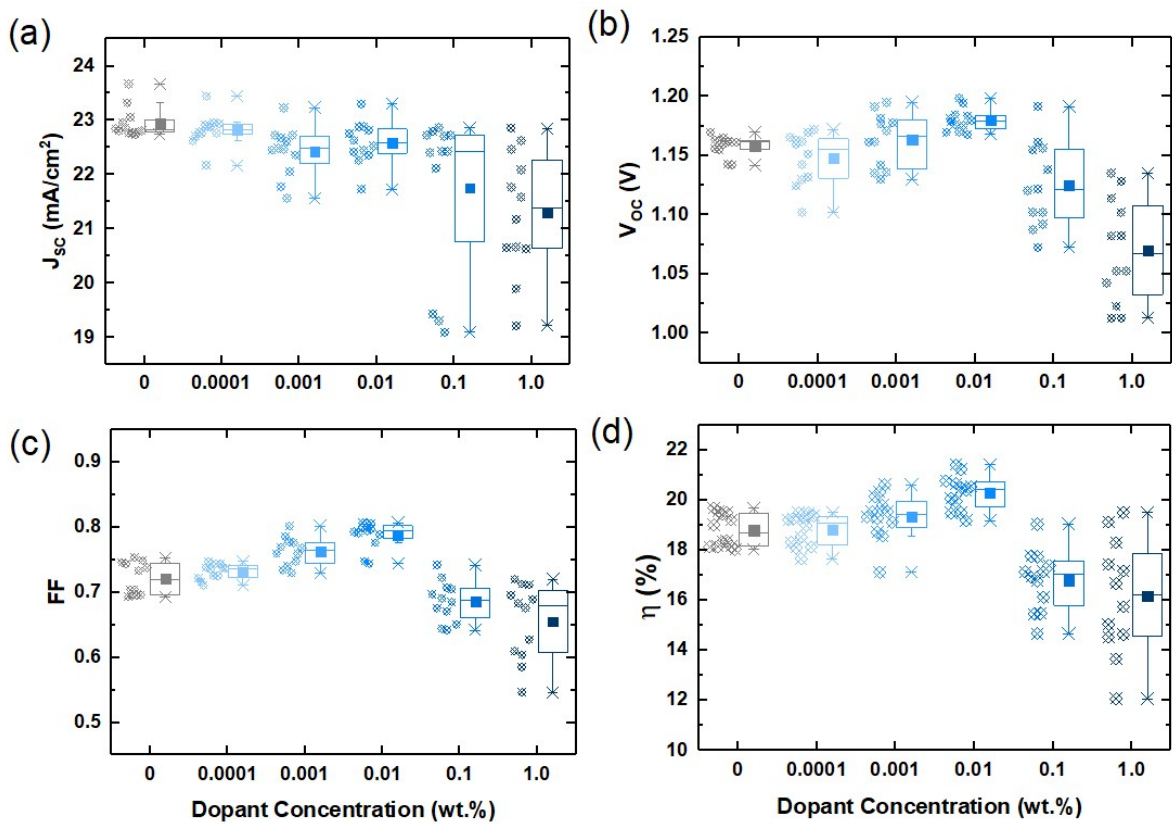 (a)
J_SC (mA/cm2)
24
23
22
21
20
19
0 0.0001 0.001 0.01 0.1 1.0
(b)
V_OC (V)
1.25
1.20
1.15
1.10
1.05
1.00
0 0.0001 0.001 0.01 0.1 1.0
(c)
FF
0.9
0.8
0.7
0.6
0.5
0 0.0001 0.001 0.01 0.1 1.0
Dopant Concentration (wt.%)
(d)
η (%)
22
20
18
16
14
12
10
0 0.0001 0.001 0.01 0.1 1.0
Dopant Concentration (wt.%)